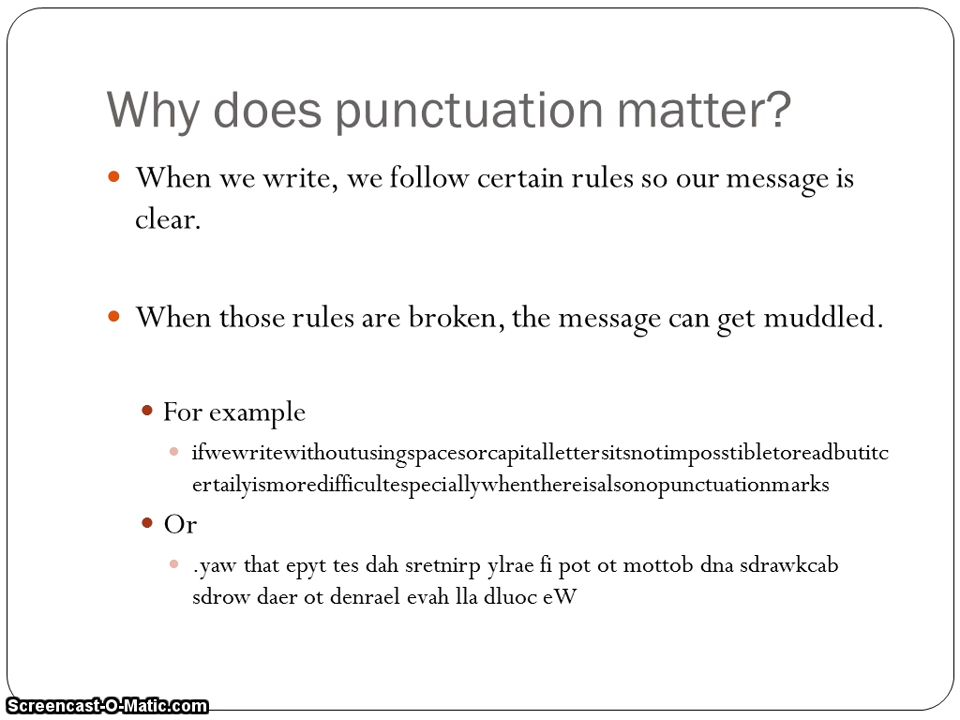 Why does punctuation matter?
When we write, we follow certain rules so our message is
clear.
When those rules are broken, the message can get muddled.
For example
ifwewritewithoutusingspacesorcapitallettersitsnotimposstibletoreadbutitc
ertailyismoredifficultespeciallywhenthereisalsonopunctuationmarks
Or
.yaw that epyt tes dah sretnirp ylrae fi pot ot mottob dna sdrawkcab
sdrow daer ot denrael evah lla dluoc eW
Screencast-O-Matic.com